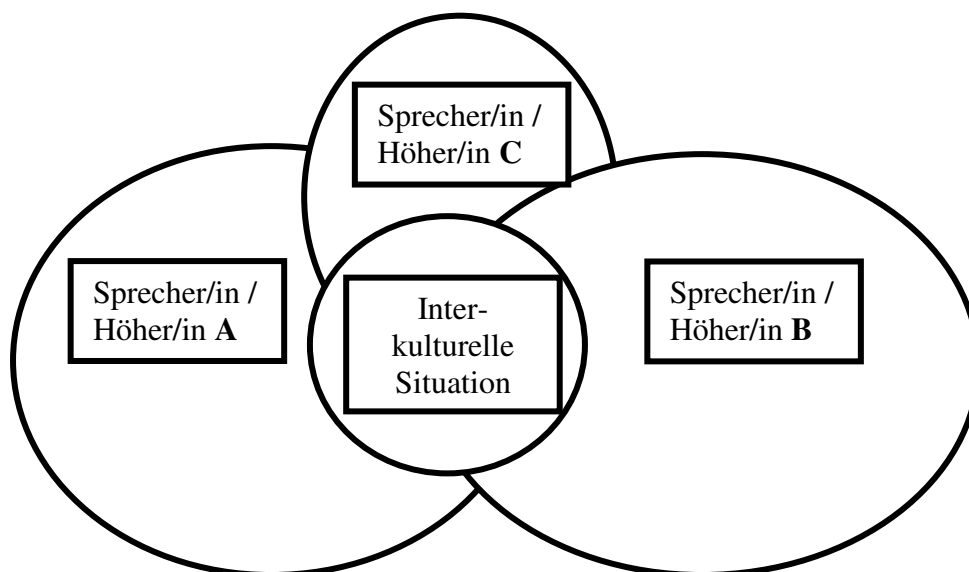 Sprecher/in /
Höher/in C
Sprecher/in /
Höher/in A
Inter-
kulturelle
Situation
Sprecher/in /
Höher/in B